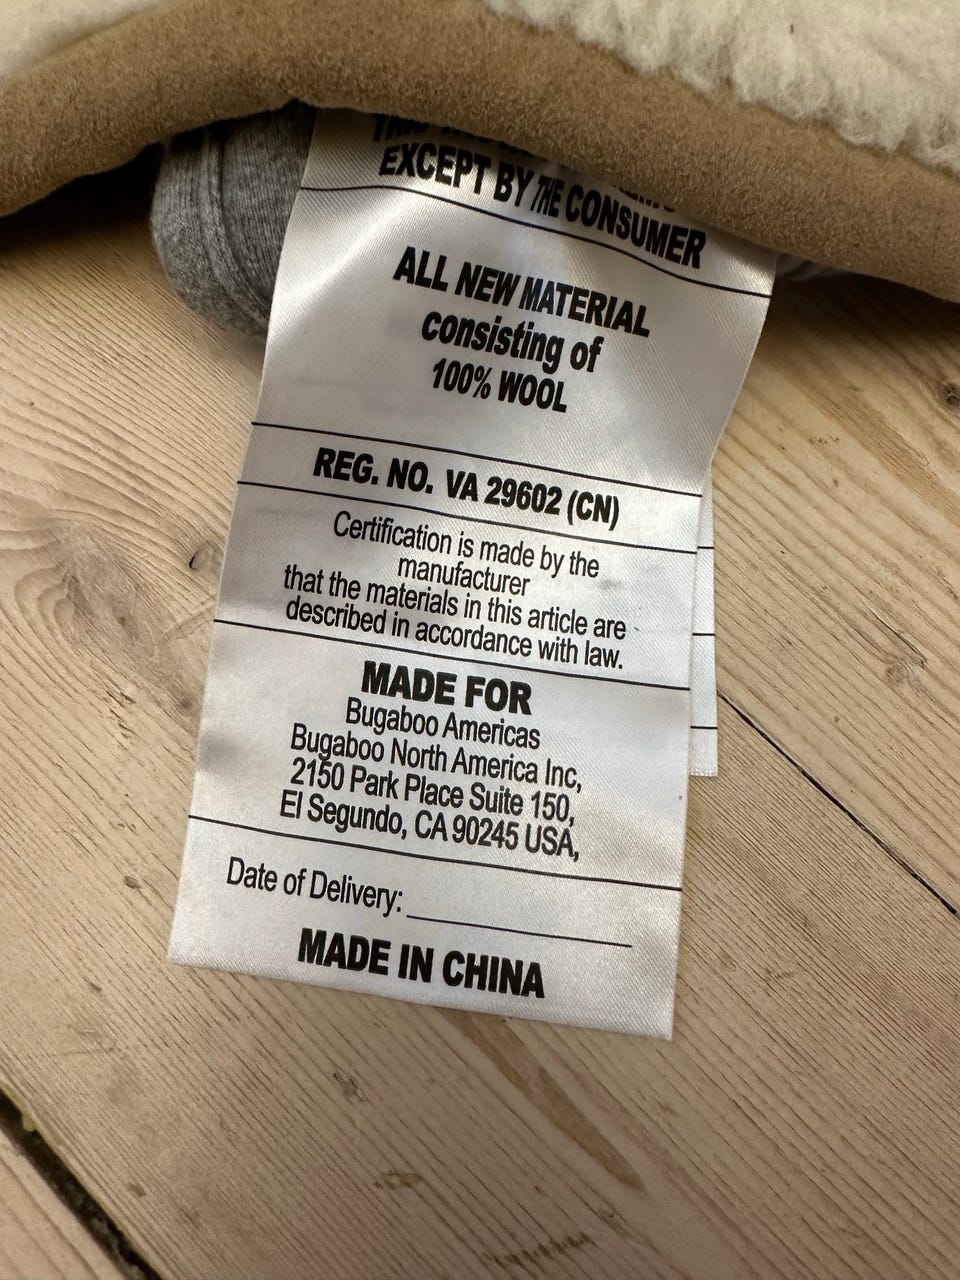 EXCEPT BY THE CONSUMER
ALL NEW MATERIAL
consisting of
100% WOOL
REG. NO. VA 29602 (CN)
Certification is made by the
manufacturer
that the materials in this article are
described in accordance with law.
MADE FOR
Bugaboo Americas
Bugaboo North America Inc,
2150 Park Place Suite 150,
El Segundo, CA 90245 USA,
Date of Delivery:
MADE IN CHINA